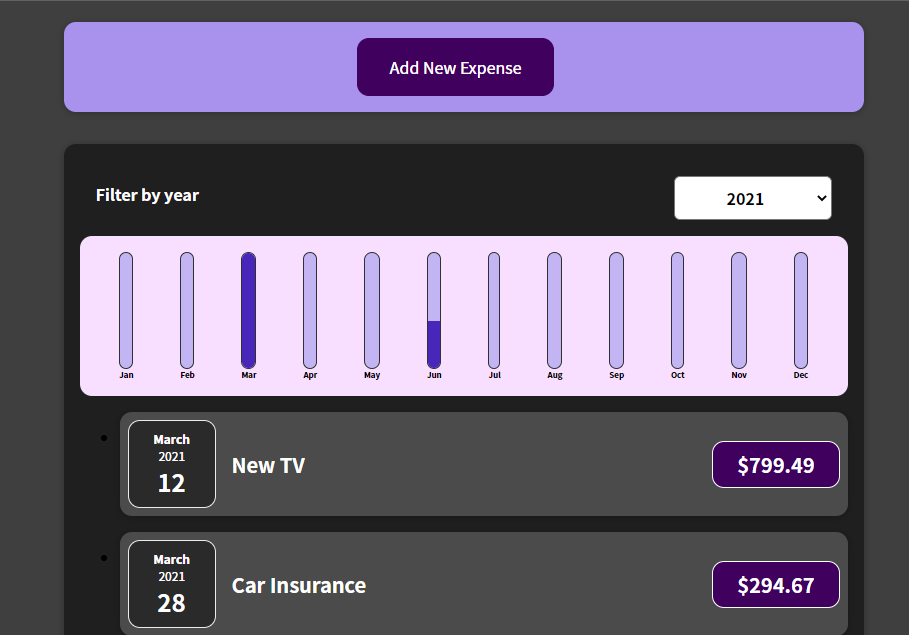 Add New Expense
Filter by year
2021
Jan Feb Mar Apr May Jun Jul Aug Sep Oct Nov Dec
March
2021
12
New TV
$799.49
March
2021
28
Car Insurance
$294.67